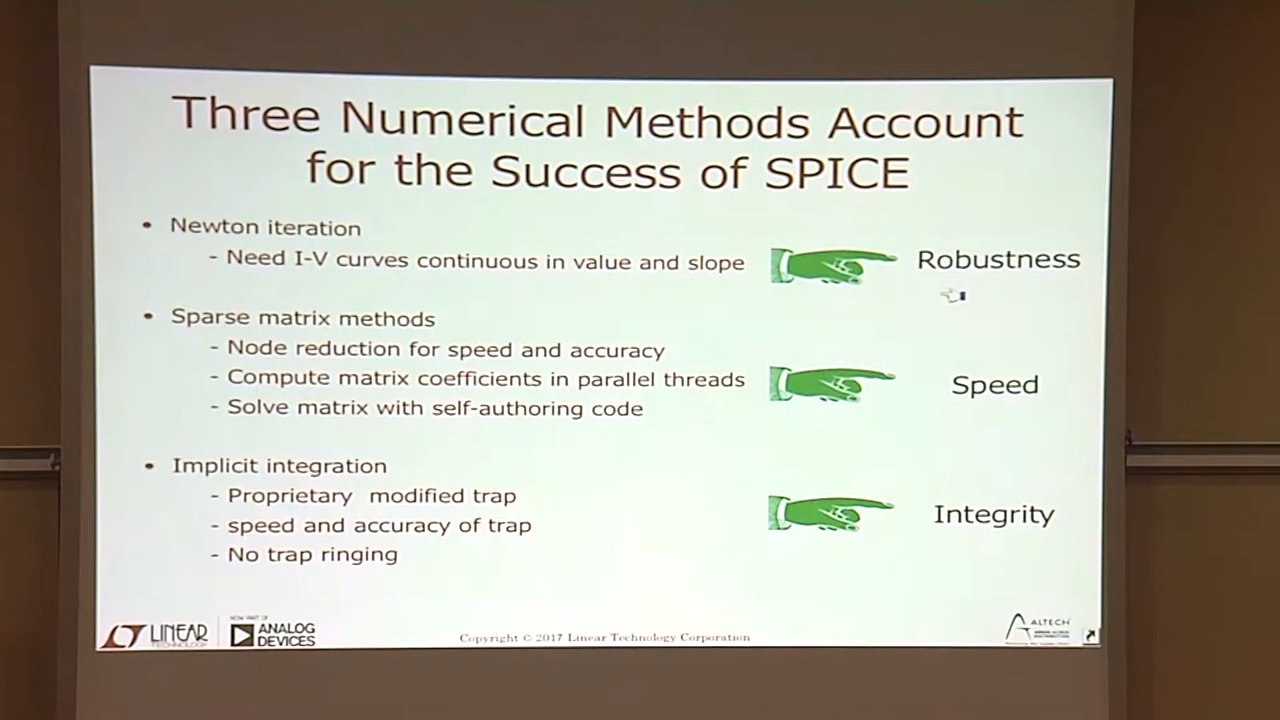 Three Numerical Methods Account
for the Success of SPICE
• Newton iteration
- Need I-V curves continuous in value and slope
Robustness
• Sparse matrix methods
- Node reduction for speed and accuracy
- Compute matrix coefficients in parallel threads
- Solve matrix with self-authoring code
Speed
• Implicit integration
- Proprietary modified trap
- speed and accuracy of trap
- No trap ringing
Integrity
LINEAR
TECHNOLOGY
NOW PART OF
ANALOG
DEVICES
Copyright © 2017 Linear Technology Corporation
ALTECH